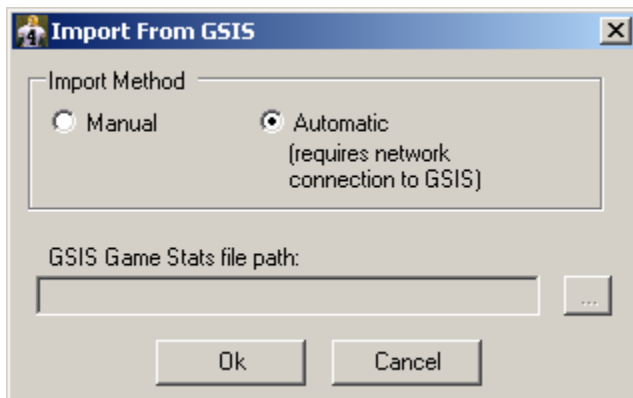 Import From GSIS
Import Method
Manual
Automatic
(requires network
connection to GSIS)
GSIS Game Stats file path:
...
Ok
Cancel